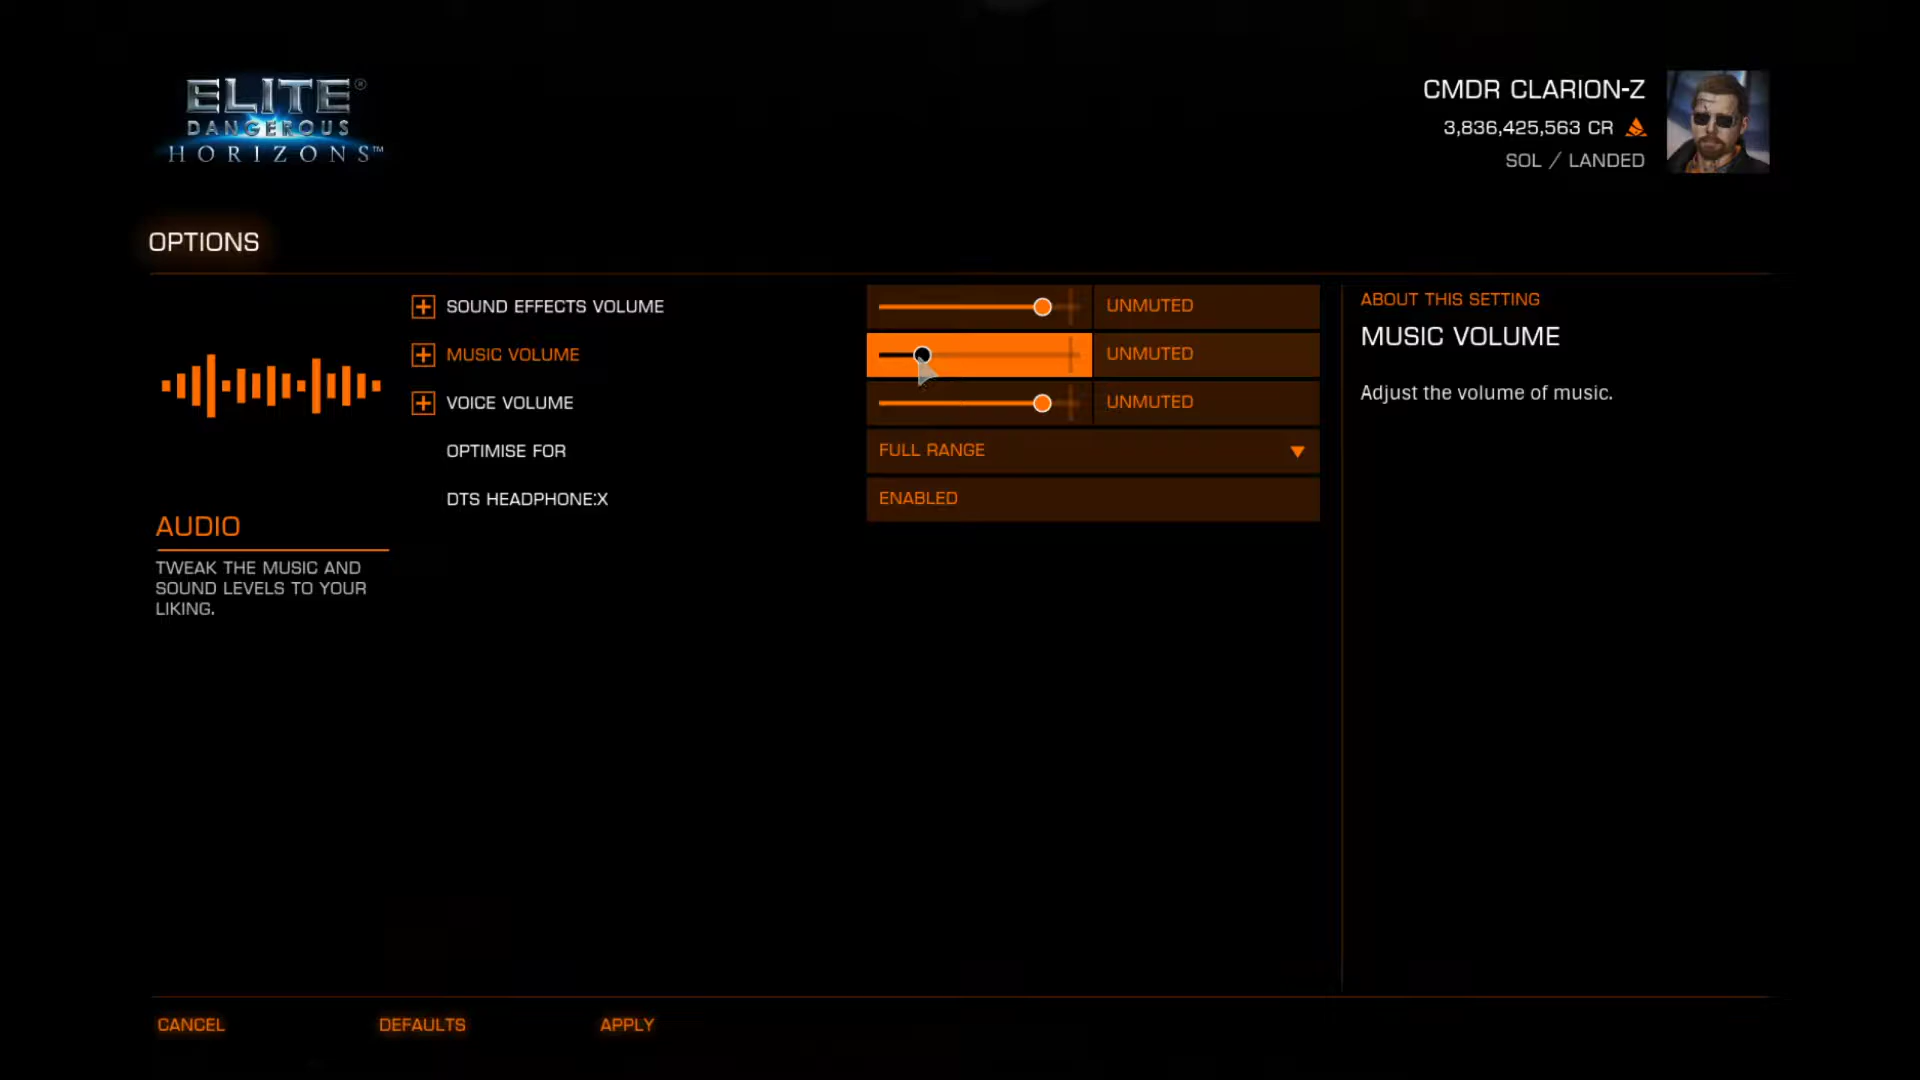 ELITE®
DANGEROUS
HORIZONS™
CMDR CLARION-Z
3,836,425,563 CR
SOL / LANDED
OPTIONS
SOUND EFFECTS VOLUME
UNMUTED
MUSIC VOLUME
UNMUTED
VOICE VOLUME
UNMUTED
OPTIMISE FOR
FULL RANGE
DTS HEADPHONE:X
ENABLED
AUDIO
TWEAK THE MUSIC AND
SOUND LEVELS TO YOUR
LIKING.
ABOUT THIS SETTING
MUSIC VOLUME
Adjust the volume of music.
CANCEL
DEFAULTS
APPLY